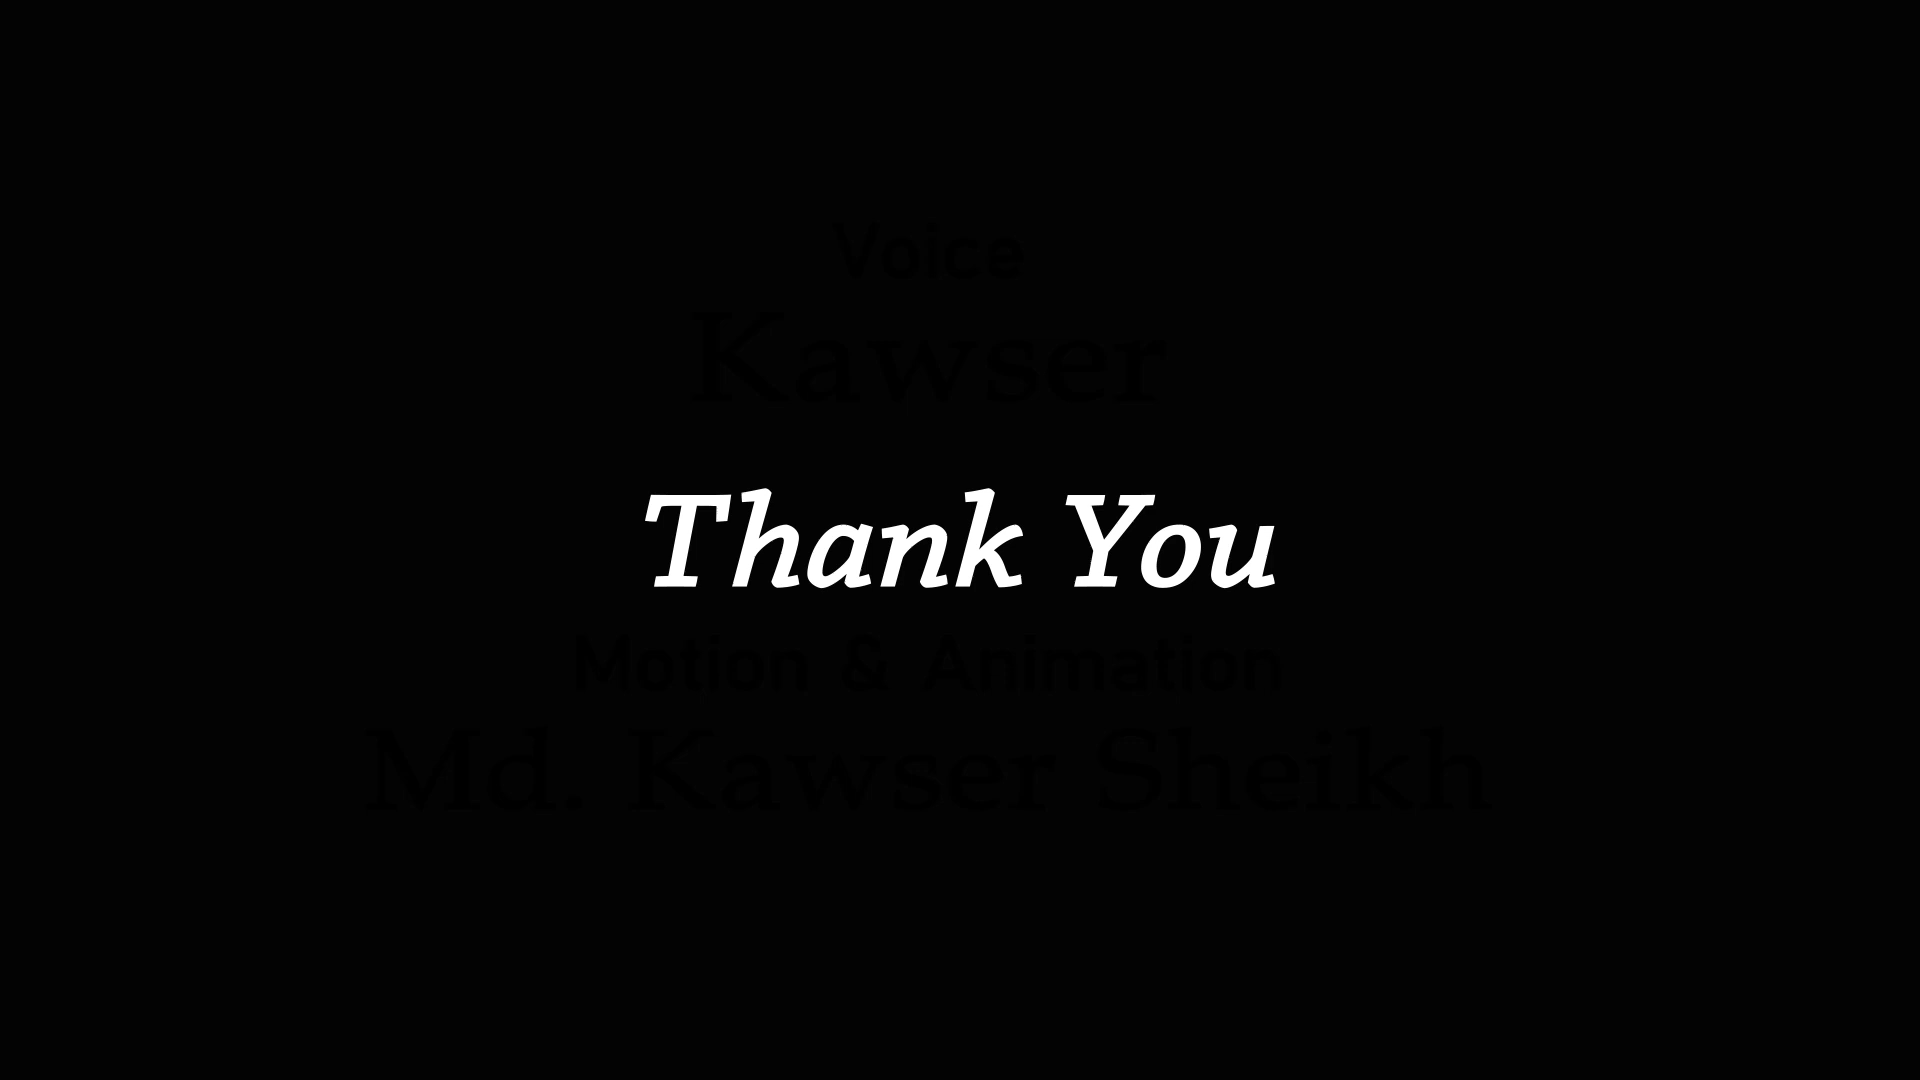 Voice
Kawser
Thank You
Motion & Animation
Md. Kawser Sheikh